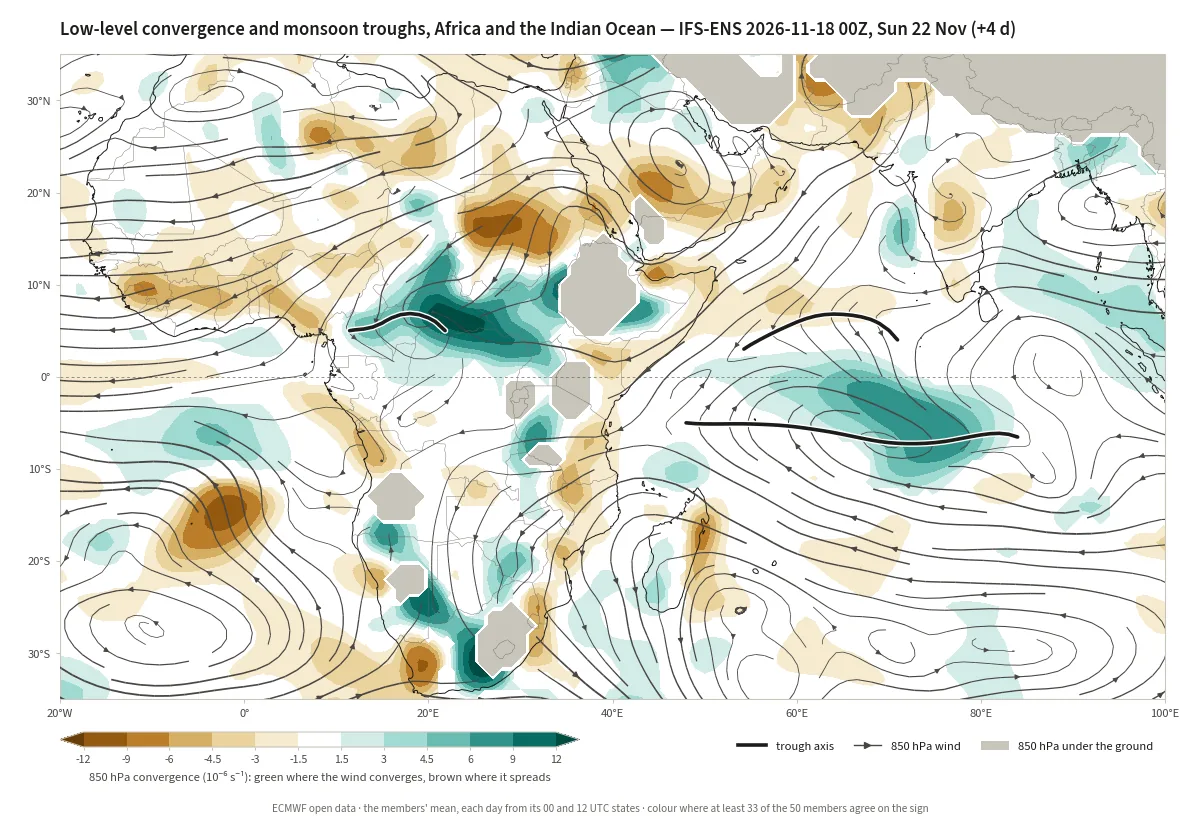 Low-level convergence and monsoon troughs, Africa and the Indian Ocean — IFS-ENS 2026-11-18 00Z, Sun 22 Nov (+4 d)
30°N
20°N
10°N
0°
10°S
20°S
30°S
20°W 0° 20°E 40°E 60°E 80°E 100°E
-12 -9 -6 -4.5 -3 -1.5 1.5 3 4.5 6 9 12
850 hPa convergence (10⁻⁶ s⁻¹): green where the wind converges, brown where it spreads
trough axis 850 hPa wind 850 hPa under the ground
ECMWF open data · the members' mean, each day from its 00 and 12 UTC states · colour where at least 33 of the 50 members agree on the sign